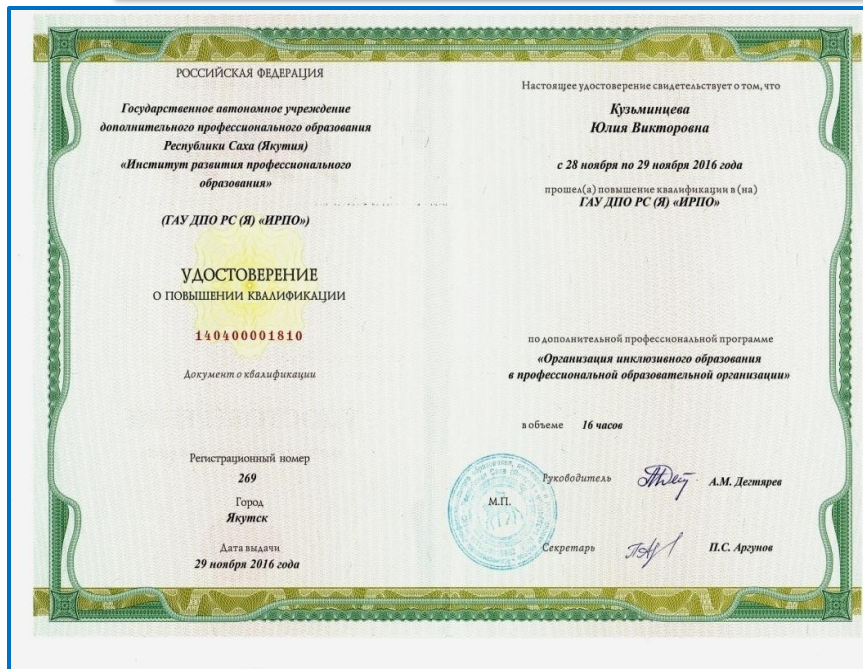 РОССИЙСКАЯ ФЕДЕРАЦИЯ
Государственное автономное учреждение
дополнительного профессионального образования
Республики Саха (Якутия)
«Институт развития профессионального
образования»
(ГАУ ДПО РС (Я) «ИРПО»)
УДОСТОВЕРЕНИЕ
О ПОВЫШЕНИИ КВАЛИФИКАЦИИ
140400001810
Документ о квалификации
Регистрационный номер
269
Город
Якутск
Дата выдачи
29 ноября 2016 года
Настоящее удостоверение свидетельствует о том, что
Кузьминцева
Юлия Викторовна
с 28 ноября по 29 ноября 2016 года
прошел(а) повышение квалификации в (на)
ГАУ ДПО РС (Я) «ИРПО»
по дополнительной профессиональной программе
«Организация инклюзивного образования
в профессиональной образовательной организации»
в объеме 16 часов
Руководитель А.М. Дегтярев
М.П.
Секретарь П.С. Аргунов